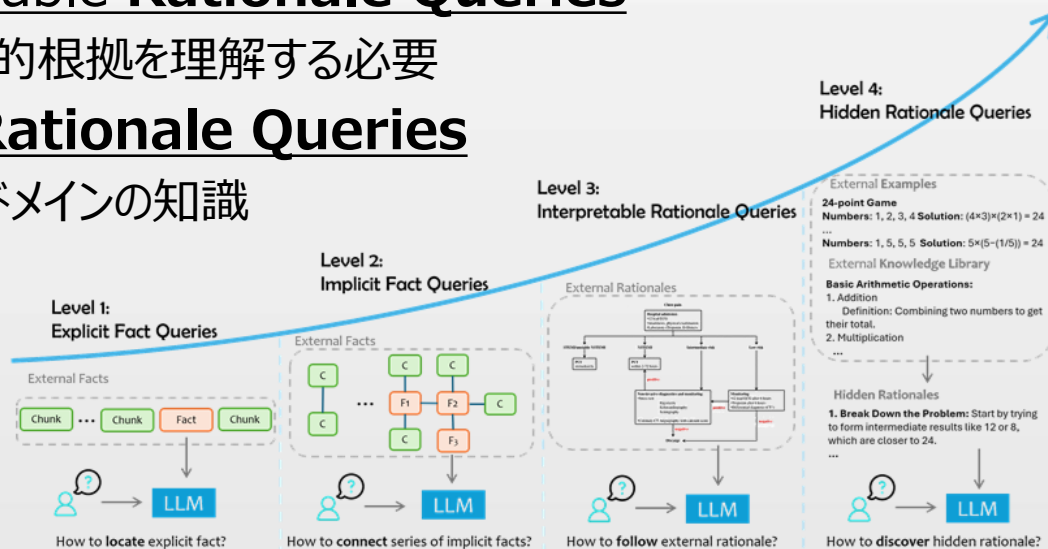 able Rationale Queries
的根拠を理解する必要
Rationale Queries
ドメインの知識
Level 1:
Explicit Fact Queries
External Facts
Chunk ... Chunk Fact Chunk
LLM
How to locate explicit fact?
Level 2:
Implicit Fact Queries
External Facts
C C C
... F1 F2 C
C C F3
LLM
How to connect series of implicit facts?
Level 3:
Interpretable Rationale Queries
External Rationales
LLM
How to follow external rationale?
Level 4:
Hidden Rationale Queries
External Examples
24-point Game
Numbers: 1, 2, 3, 4 Solution: (4×3)×(2×1) = 24
...
Numbers: 1, 5, 5, 5 Solution: 5×(5-(1/5)) = 24
External Knowledge Library
Basic Arithmetic Operations:
1. Addition
Definition: Combining two numbers to get
their total.
2. Multiplication
...
Hidden Rationales
1. Break Down the Problem: Start by trying
to form intermediate results like 12 or 8,
which are closer to 24.
...
LLM
How to discover hidden rationale?